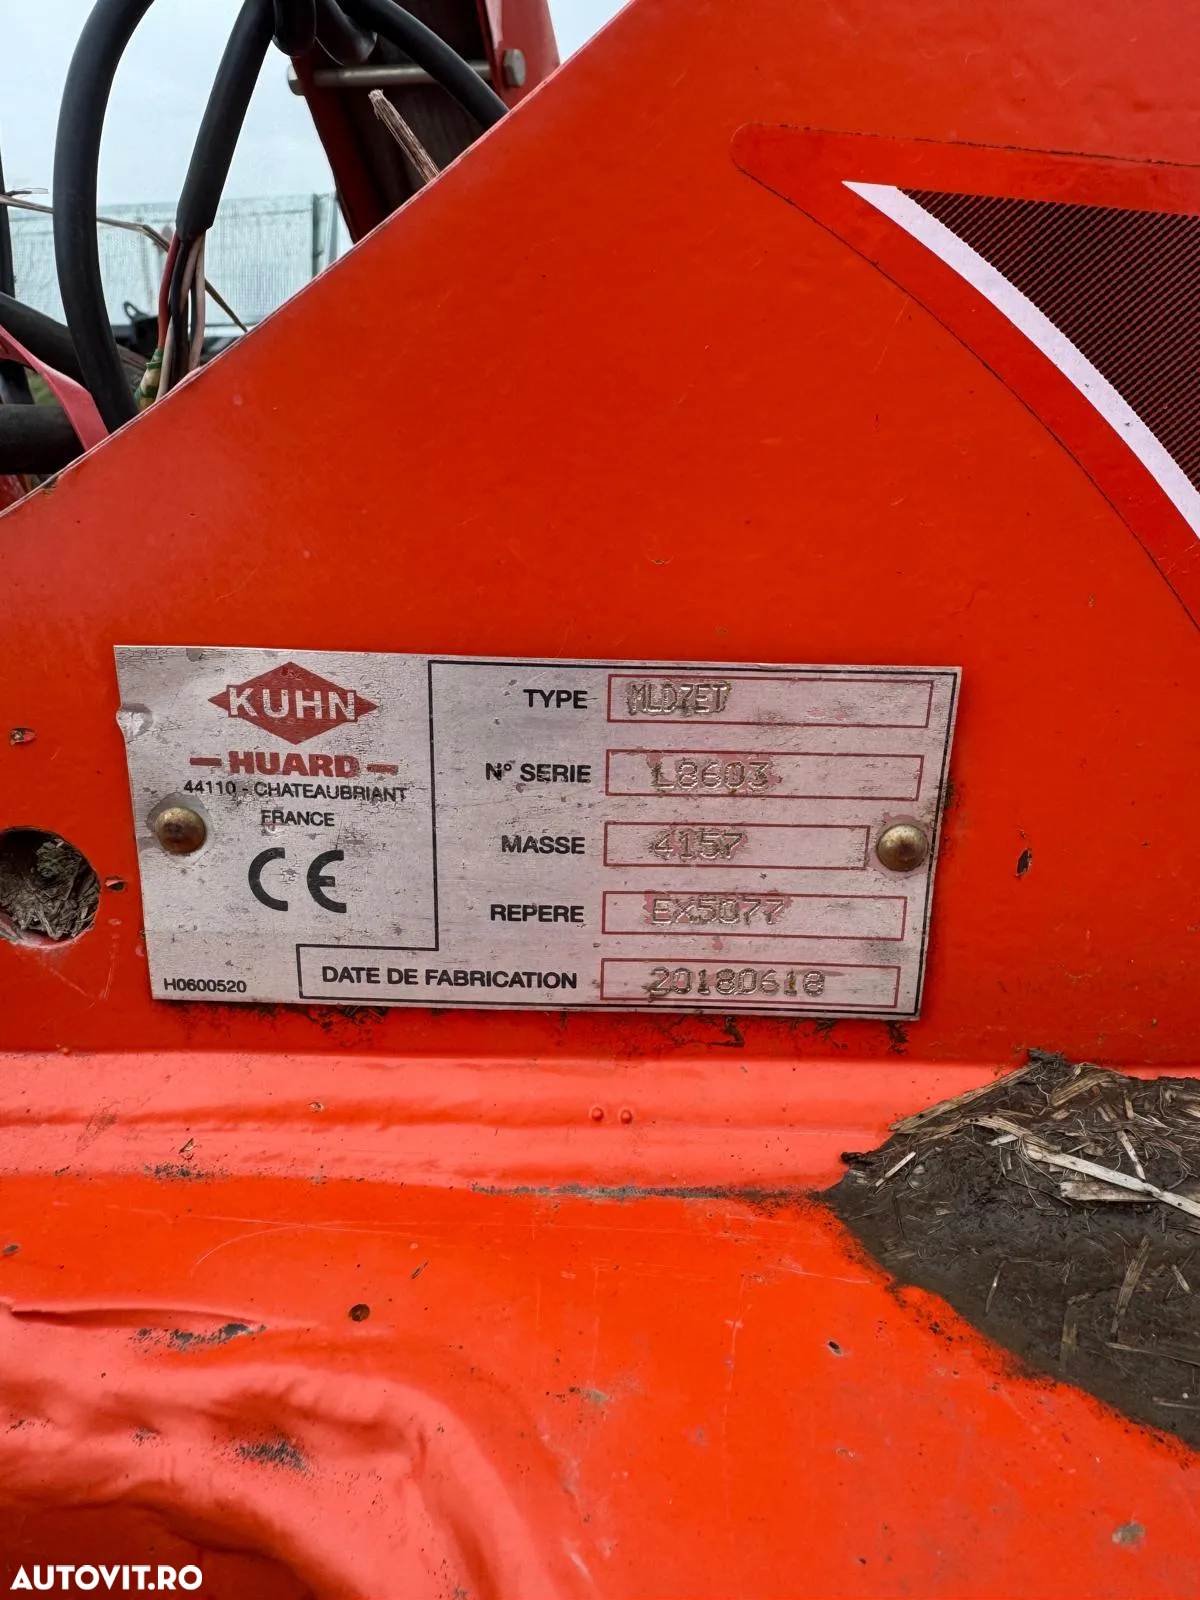 KUHN
HUARD
44110 - CHATEAUBRIANT
FRANCE
CE
H0600520
TYPE MLD7ET
N° SERIE L8603
MASSE 4157
REPERE EX5077
DATE DE FABRICATION 20180618
AUTOVIT.RO